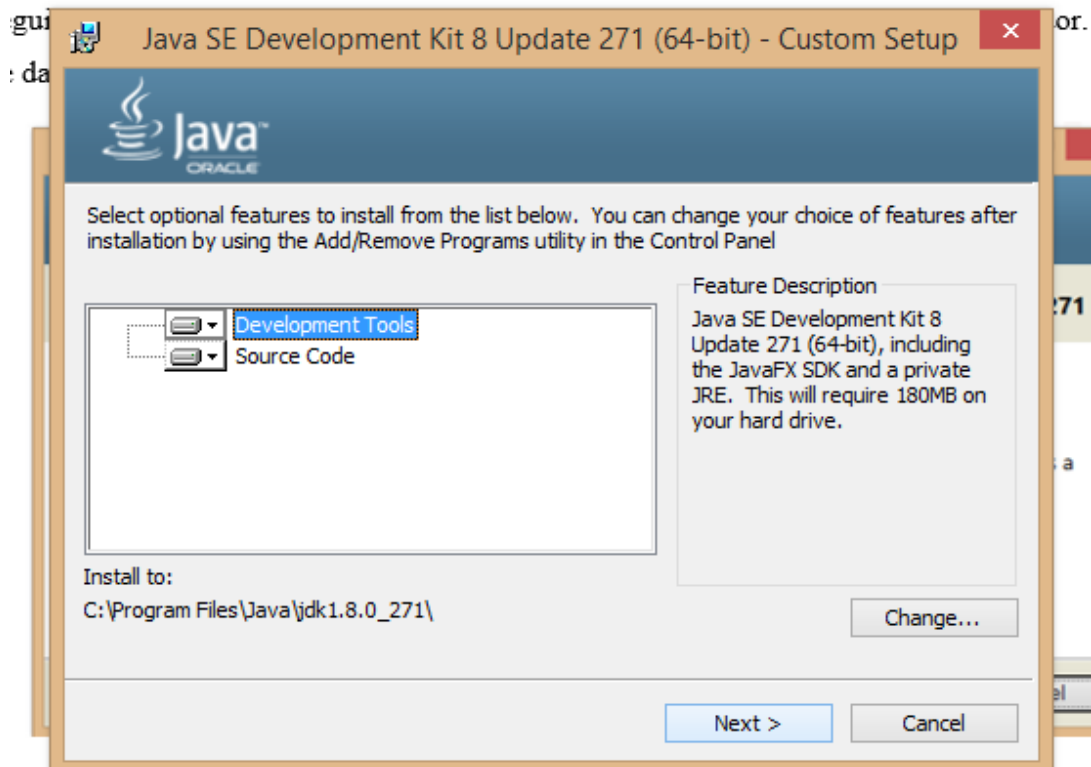 or.
Java SE Development Kit 8 Update 271 (64-bit) - Custom Setup
da
Java™
ORACLE
Select optional features to install from the list below.  You can change your choice of features after
installation by using the Add/Remove Programs utility in the Control Panel
Development Tools
Source Code
Feature Description
Java SE Development Kit 8
Update 271 (64-bit), including
the JavaFX SDK and a private
JRE.  This will require 180MB on
your hard drive.
271
a
Install to:
C:\Program Files\Java\jdk1.8.0_271\
Change...
Next >
Cancel